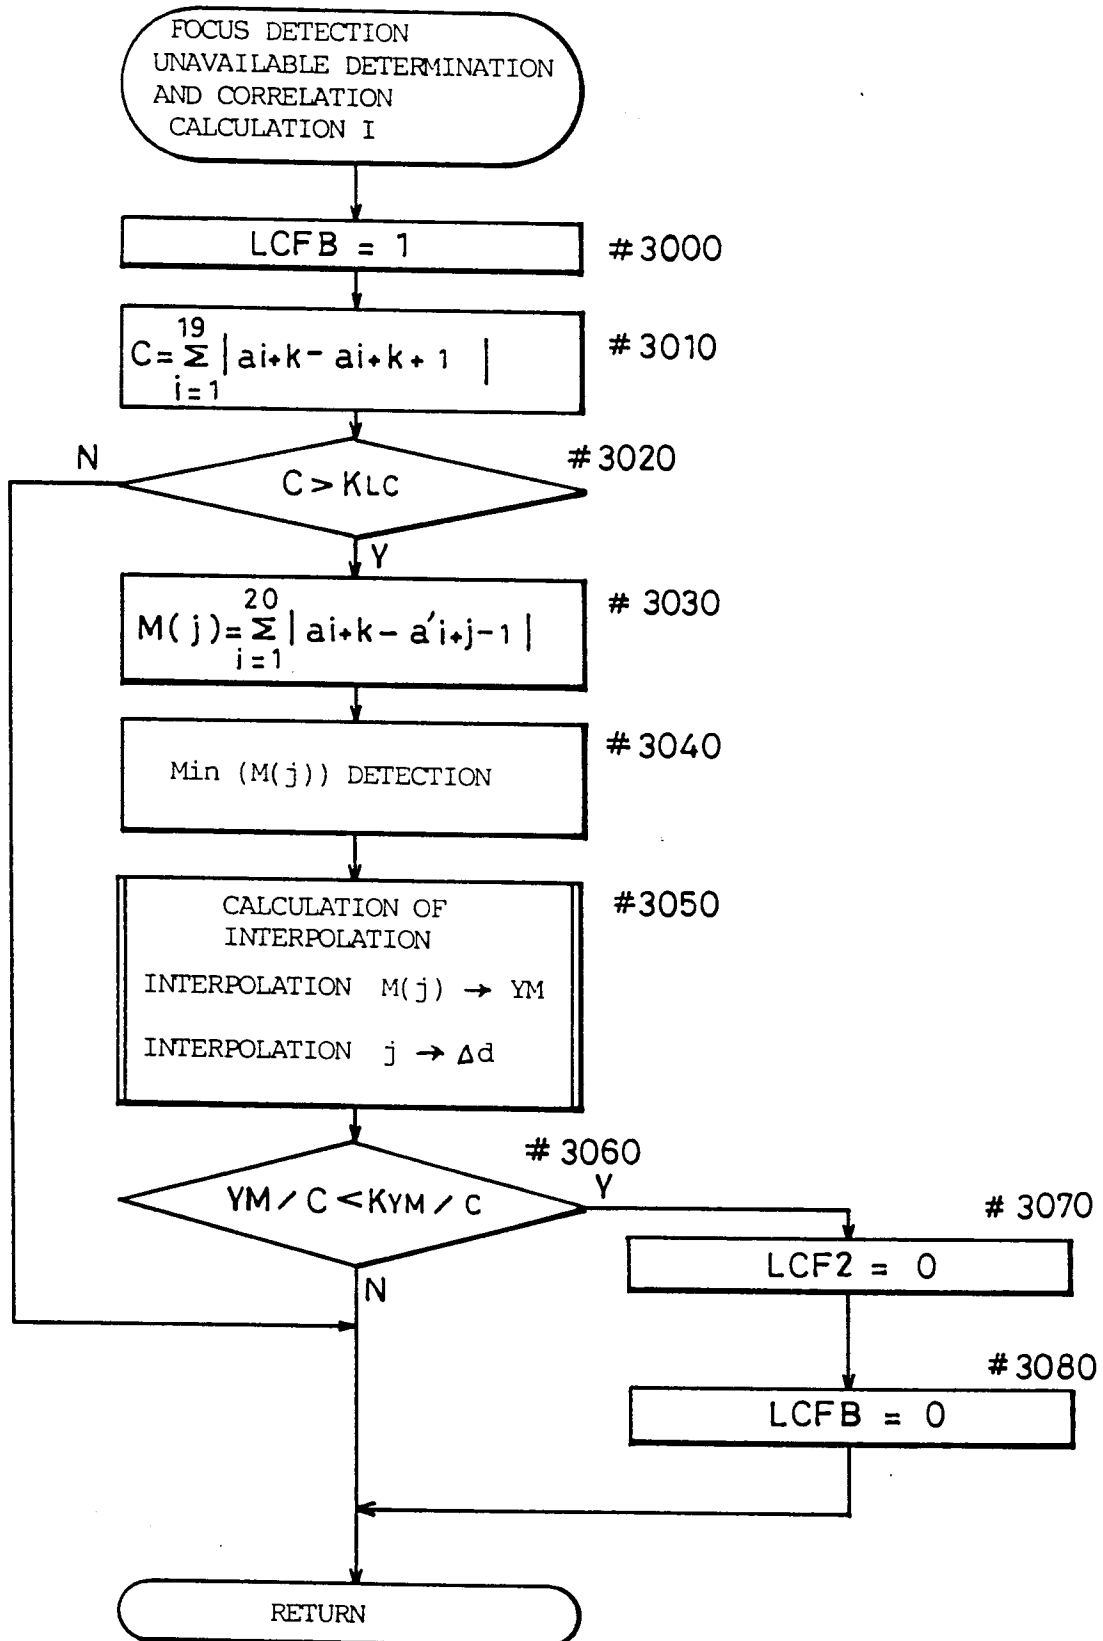 FOCUS DETECTION
UNAVAILABLE DETERMINATION
AND CORRELATION
CALCULATION I
LCFB = 1
#3000
19
C=Σ|ai+k-ai+k+1|
i=1
#3010
#3020
N
C>KLC
Y
20
M(j)=Σ|ai+k-a'i+j-1|
i=1
#3030
Min (M(j)) DETECTION
#3040
CALCULATION OF
INTERPOLATION
INTERPOLATION M(j) → YM
INTERPOLATION j → Δd
#3050
#3060
YM/C<KYM/C
Y
N
#3070
LCF2 = 0
#3080
LCFB = 0
RETURN